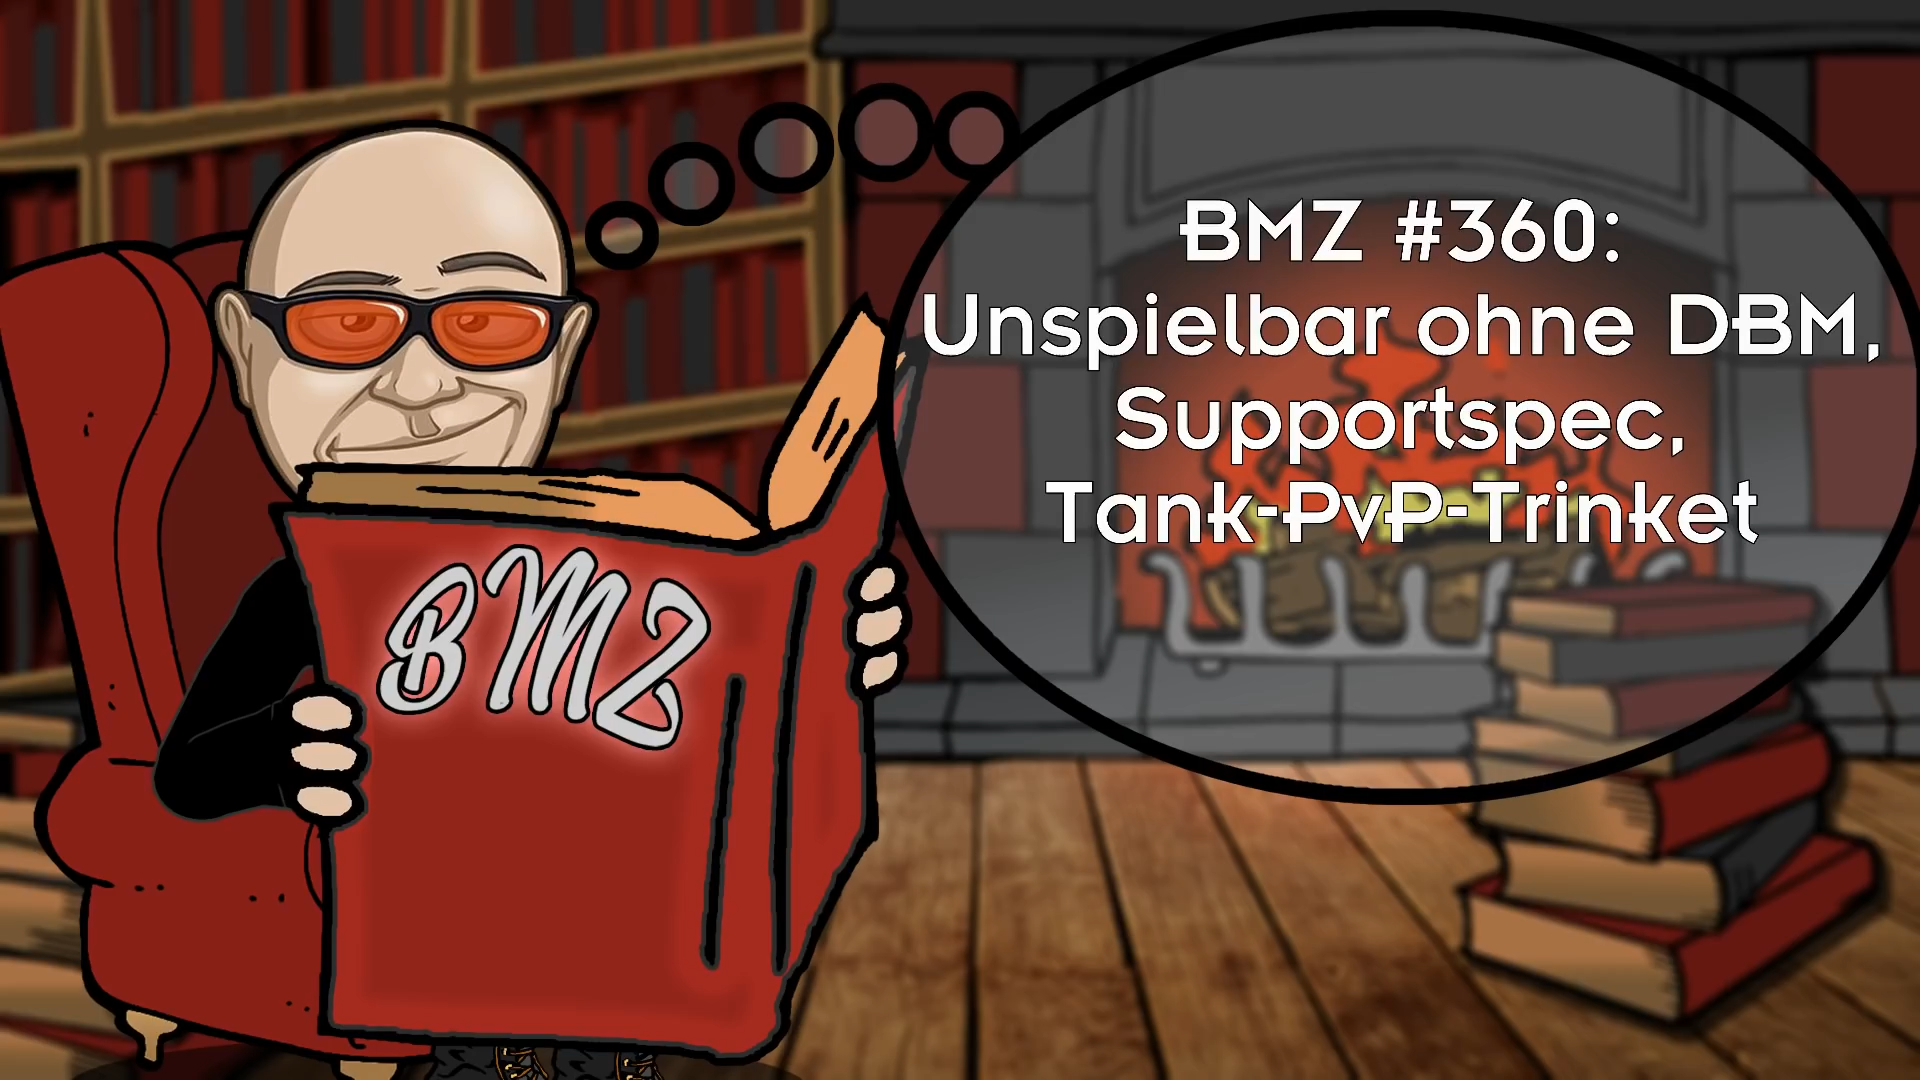 BMZ #360:
Unspielbar ohne DBM,
Supportspec,
Tank-PvP-Trinket
BMZ